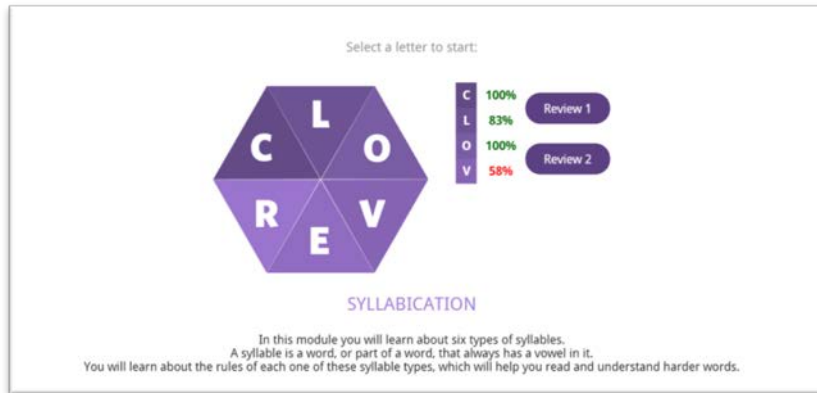 Select a letter to start:
C
L
O
R
E
V
C 100%
L 83%
O 100%
V 58%
Review 1
Review 2
SYLLABICATION
In this module you will learn about six types of syllables.
A syllable is a word, or part of a word, that always has a vowel in it.
You will learn about the rules of each one of these syllable types, which will help you read and understand harder words.